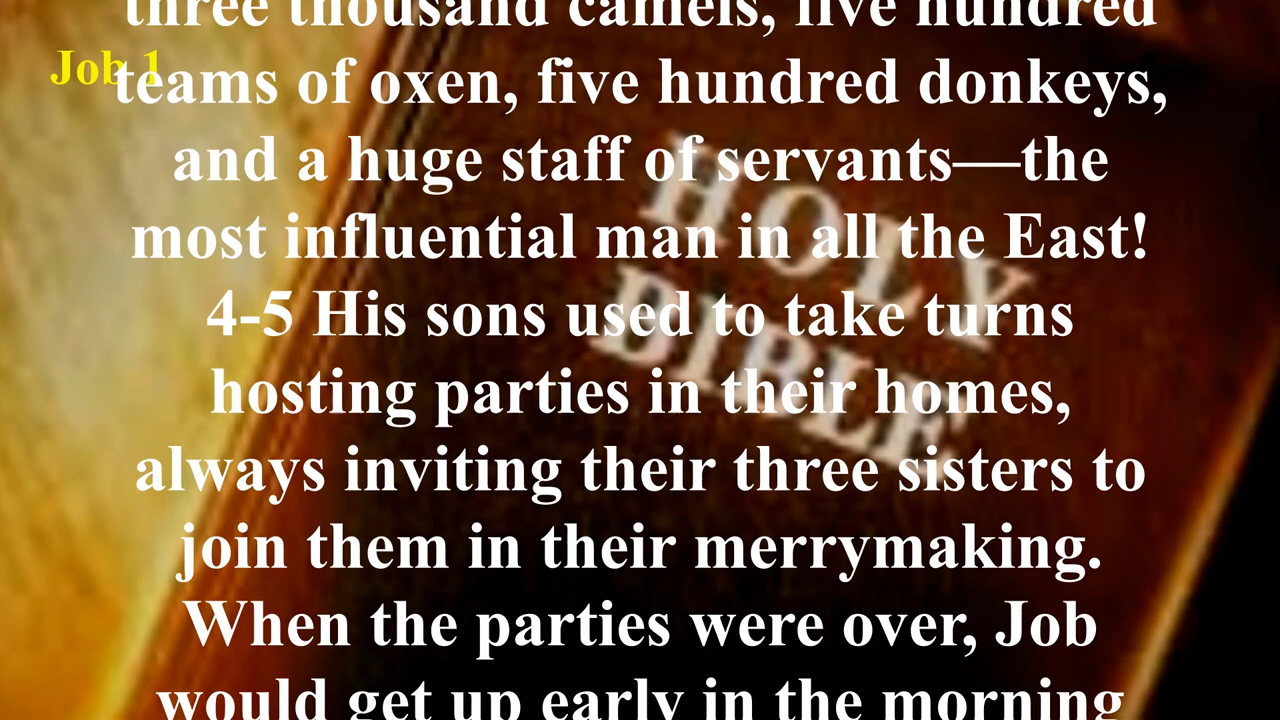 three thousand camels, five hundred
Job 1
teams of oxen, five hundred donkeys,
and a huge staff of servants—the
most influential man in all the East!
4-5 His sons used to take turns
hosting parties in their homes,
always inviting their three sisters to
join them in their merrymaking.
When the parties were over, Job
would get up early in the morning
HOLY
BIBLE